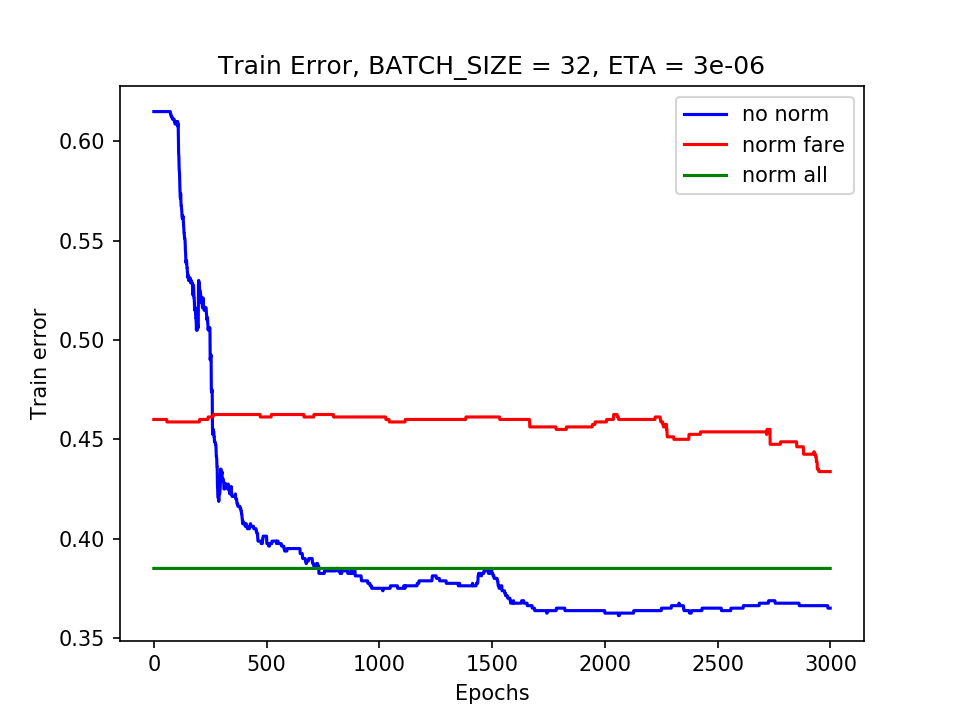 Train Error, BATCH_SIZE = 32, ETA = 3e-06
no norm
norm fare
norm all
0.60
0.55
0.50
0.45
0.40
0.35
Train error
0
500
1000
1500
2000
2500
3000
Epochs